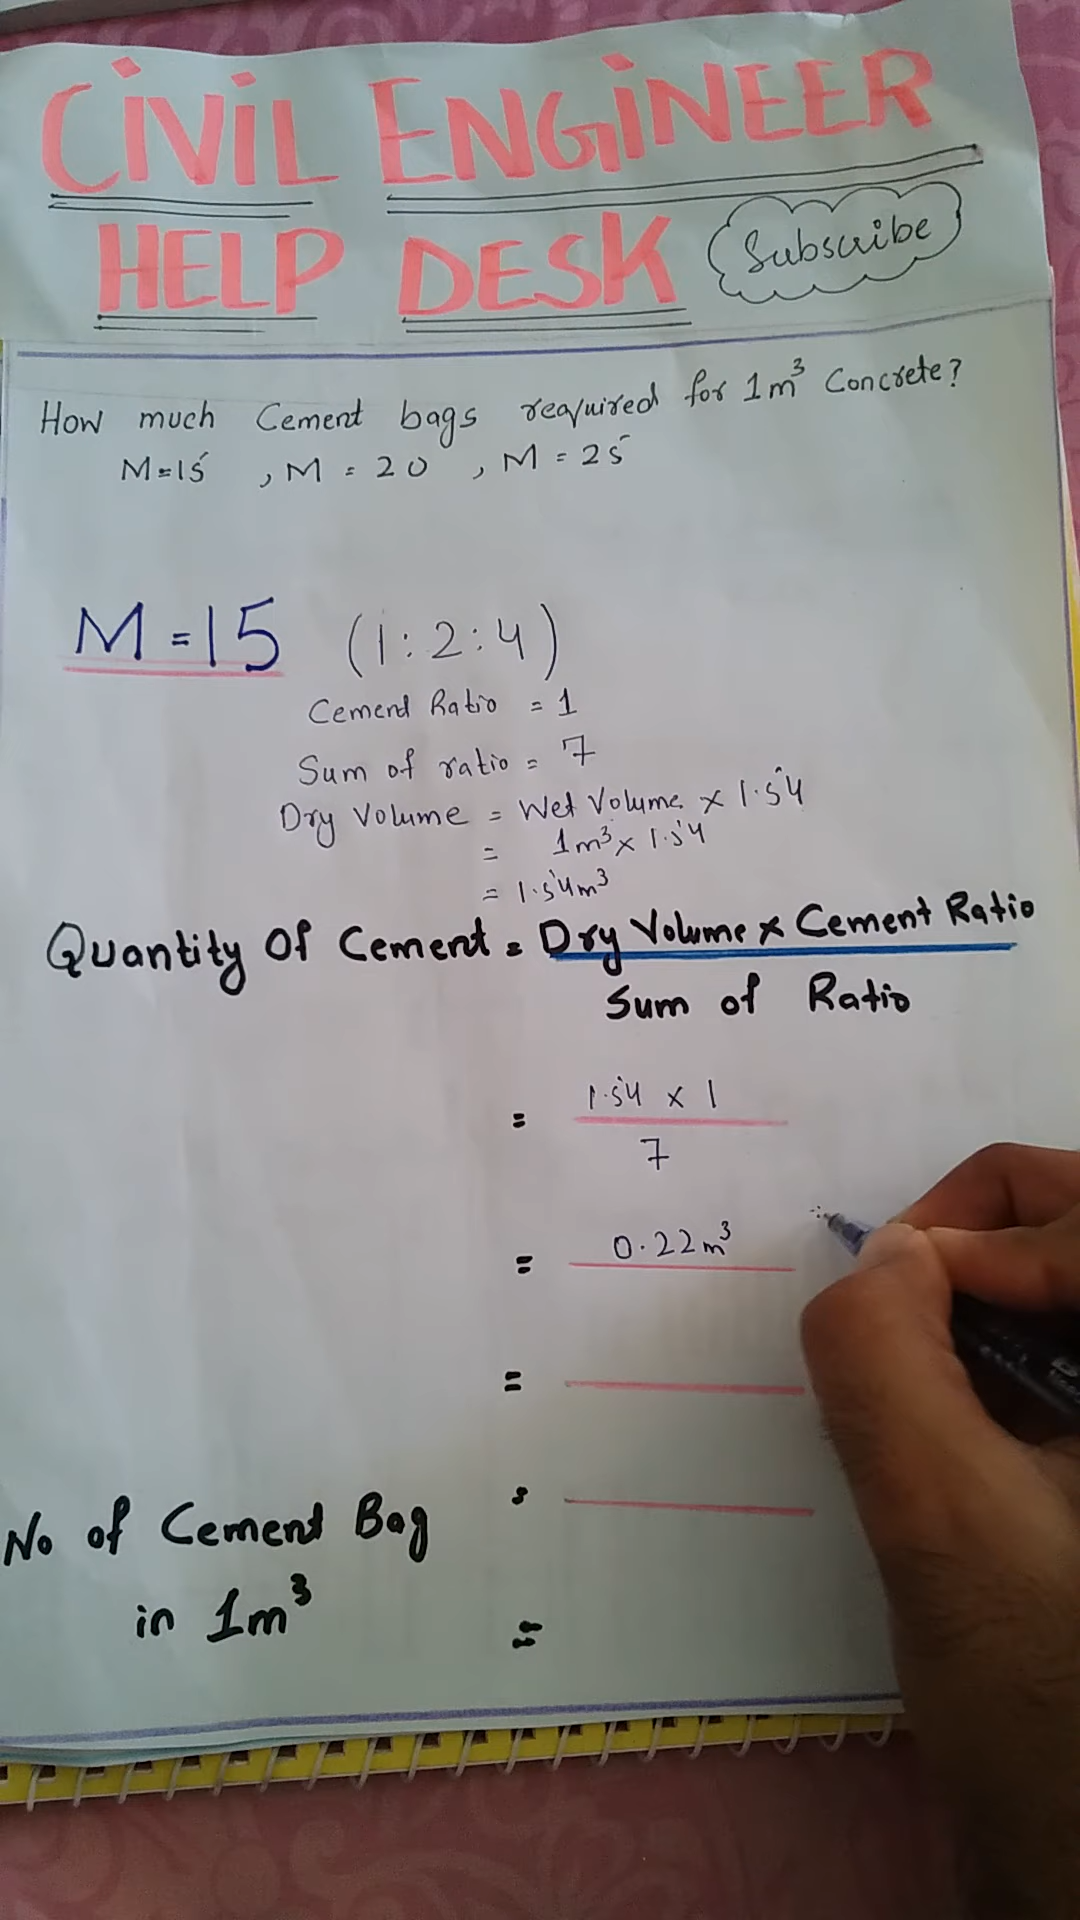 CIVIL ENGINEER
HELP DESK
Subscribe
How much Cement bags required for 1m³ Concrete?
M=15 , M = 20 , M = 25
M=15 (1:2:4)
Cement Ratio = 1
Sum of ratio = 7
Dry Volume = Wet Volume x 1.54
= 1m³ x 1.54
= 1.54m³
Quantity Of Cement = Dry Volume x Cement Ratio
Sum of Ratio
= 1.54 x 1
7
= 0.22m³
=
=
No of Cement Bag
in 1m³ =